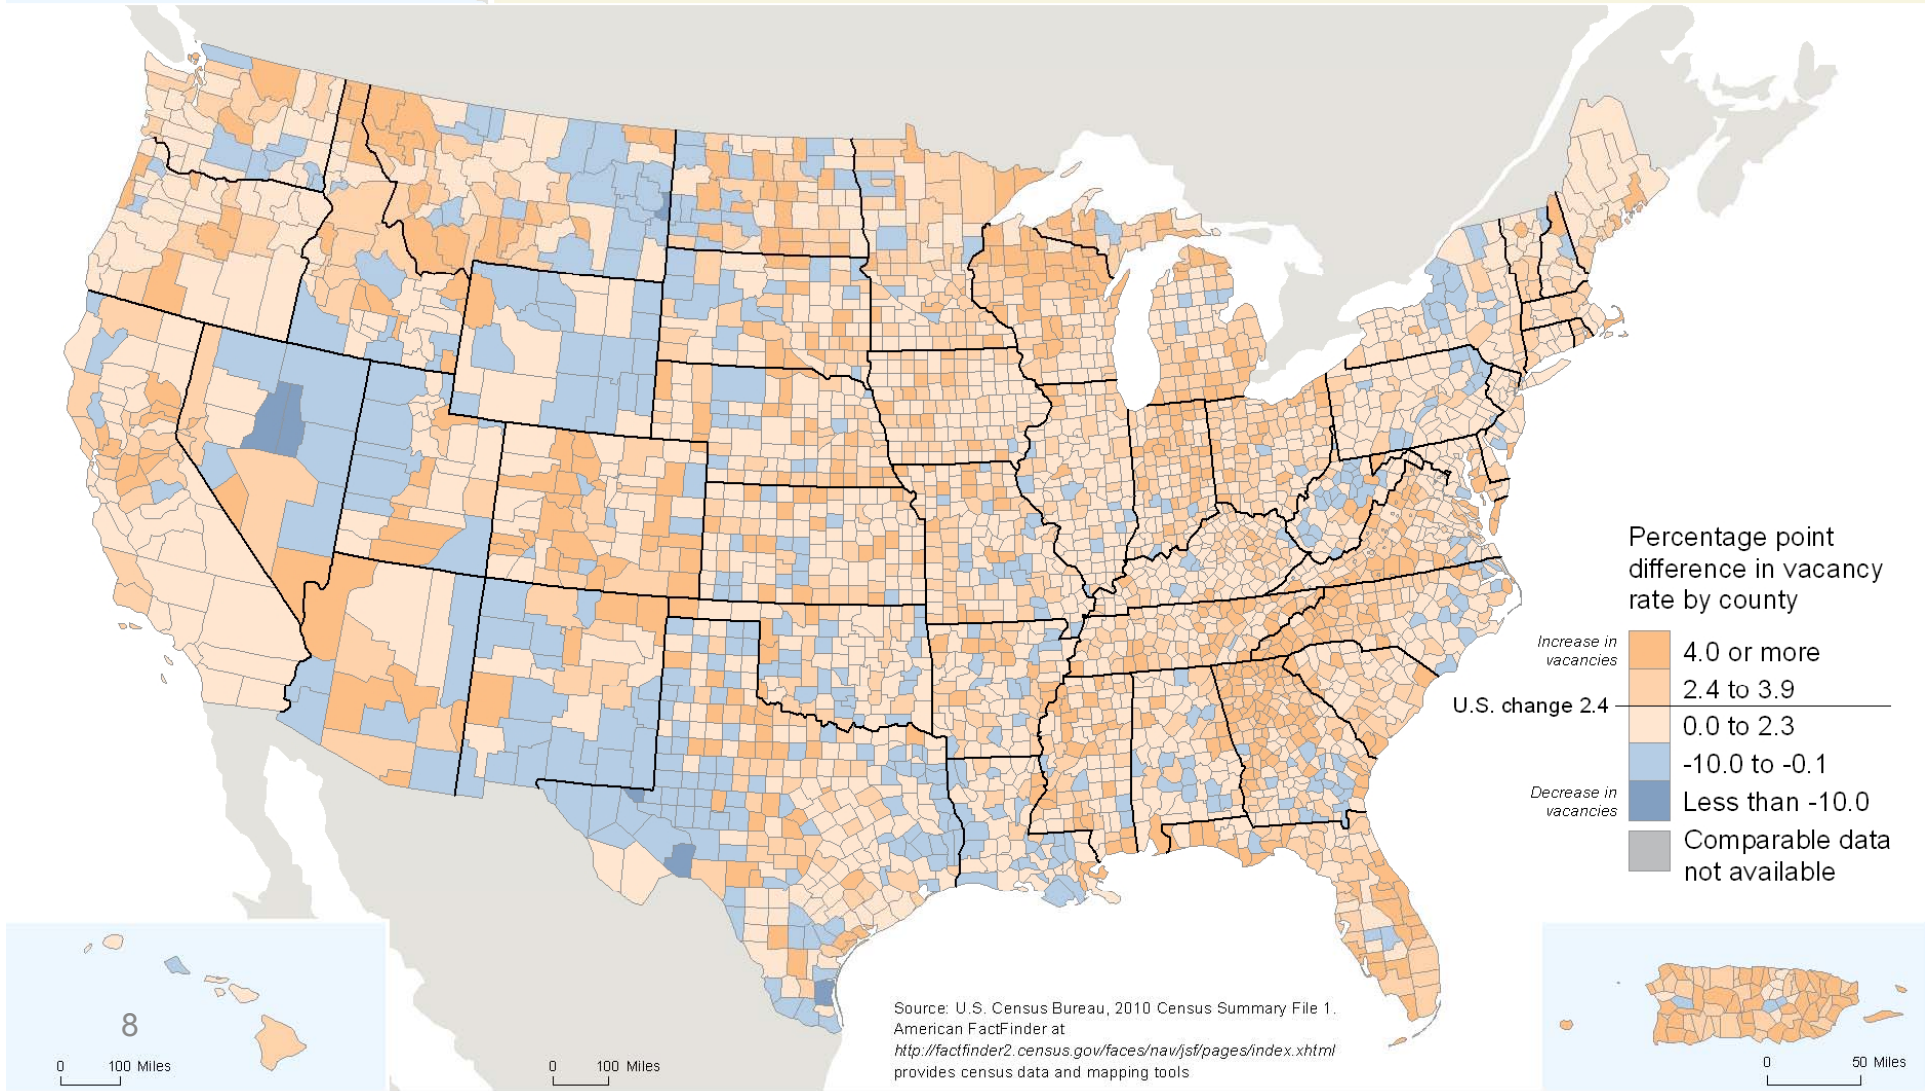 Percentage point
difference in vacancy
rate by county
Increase in
vacancies
4.0 or more
2.4 to 3.9
U.S. change 2.4
0.0 to 2.3
-10.0 to -0.1
Decrease in
vacancies
Less than -10.0
Comparable data
not available
8
0 100 Miles
0 100 Miles
Source: U.S. Census Bureau, 2010 Census Summary File 1.
American FactFinder at
http://factfinder2.census.gov/faces/nav/jsf/pages/index.xhtml
provides census data and mapping tools
0 50 Miles